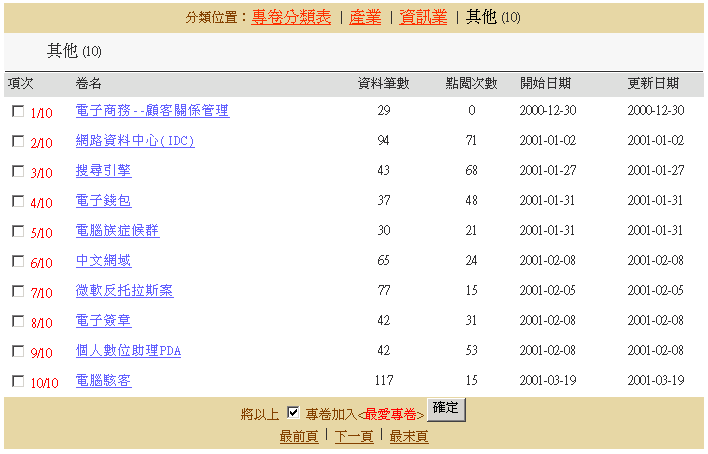 分類位置：專卷分類表 | 產業 | 資訊業 | 其他 (10)
其他 (10)
項次 卷名 資料筆數 點閱次數 開始日期 更新日期
1/10 電子商務--顧客關係管理 29 0 2000-12-30 2000-12-30
2/10 網路資料中心(IDC) 94 71 2001-01-02 2001-01-02
3/10 搜尋引擎 43 68 2001-01-27 2001-01-27
4/10 電子錢包 37 48 2001-01-31 2001-01-31
5/10 電腦族症候群 30 21 2001-01-31 2001-01-31
6/10 中文網域 65 24 2001-02-08 2001-02-08
7/10 微軟反托拉斯案 77 15 2001-02-05 2001-02-05
8/10 電子簽章 42 31 2001-02-08 2001-02-08
9/10 個人數位助理PDA 42 53 2001-02-08 2001-02-08
10/10 電腦駭客 117 15 2001-03-19 2001-03-19
將以上 專卷加入<最愛專卷> 確定
最前頁 | 下一頁 | 最末頁